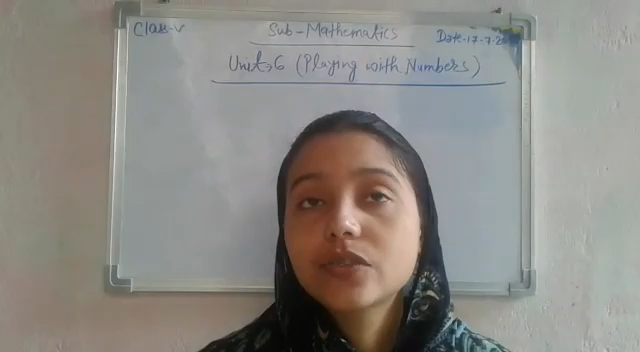 Class-V
Sub-Mathematics
Date-17-7-20
Unit-6 (Playing with Numbers)